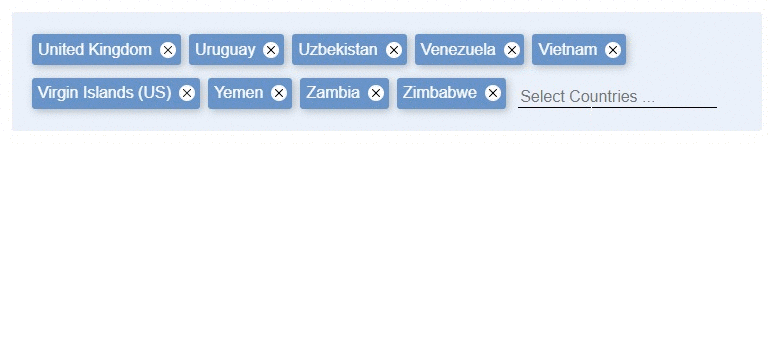 United Kingdom Uruguay Uzbekistan Venezuela Vietnam
Virgin Islands (US) Yemen Zambia Zimbabwe Select Countries ...